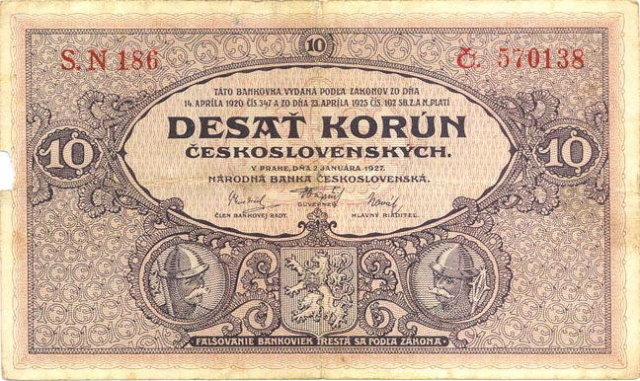 S. N 186 Č. 570138
10
TÁTO BANKOVKA VYDANÁ PODĽA ZÁKONOV ZO DŇA
14. APRÍLA 1920, ČÍS. 347 A ZO DŇA 23. APRÍLA 1925 ČÍS. 102 SB. Z. A N. PLATÍ
DESAŤ KORÚN
10 10
ČESKOSLOVENSKÝCH.
V PRAHE, DŇA 2 JANUÁRA 1927.
NÁRODNÁ BANKA ČESKOSLOVENSKÁ.
GUVERNER
ČLEN BANKOVEJ RADY. HLAVNÝ RIADITEĽ.
FALŠOVANIE BANKOVIEK TRESTÁ SA PODĽA ZÁKONA